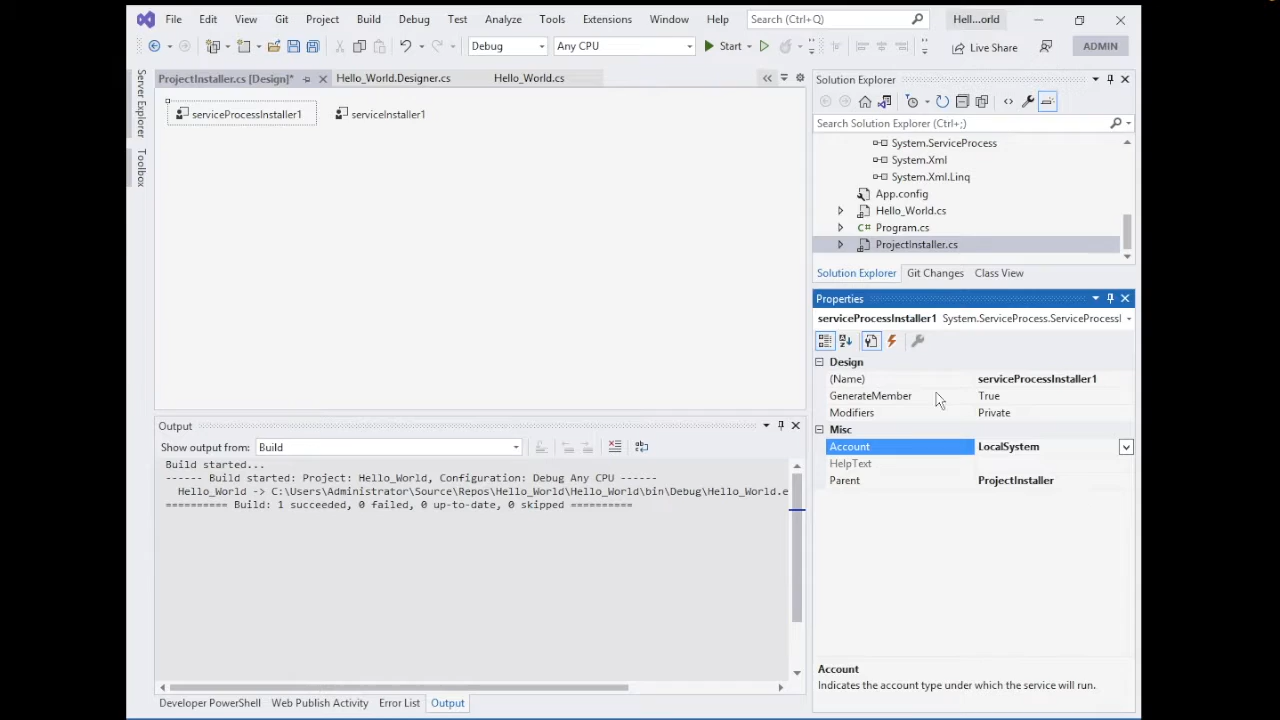 File Edit View Git Project Build Debug Test Analyze Tools Extensions Window Help Search (Ctrl+Q) Hell...orld
Debug Any CPU Start Live Share ADMIN
Server Explorer
Toolbox
ProjectInstaller.cs [Design]* Hello_World.Designer.cs Hello_World.cs
serviceProcessInstaller1 serviceInstaller1
Output
Show output from: Build
Build started...
------ Build started: Project: Hello_World, Configuration: Debug Any CPU ------
Hello_World -> C:\Users\Administrator\Source\Repos\Hello_World\Hello_World\bin\Debug\Hello_World.e
========== Build: 1 succeeded, 0 failed, 0 up-to-date, 0 skipped ==========
Developer PowerShell Web Publish Activity Error List Output
Solution Explorer
Search Solution Explorer (Ctrl+;)
System.ServiceProcess
System.Xml
System.Xml.Linq
App.config
Hello_World.cs
C# Program.cs
ProjectInstaller.cs
Solution Explorer Git Changes Class View
Properties
serviceProcessInstaller1 System.ServiceProcess.ServiceProcessI
Design
(Name) serviceProcessInstaller1
GenerateMember True
Modifiers Private
Misc
Account LocalSystem
HelpText
Parent ProjectInstaller
Account
Indicates the account type under which the service will run.